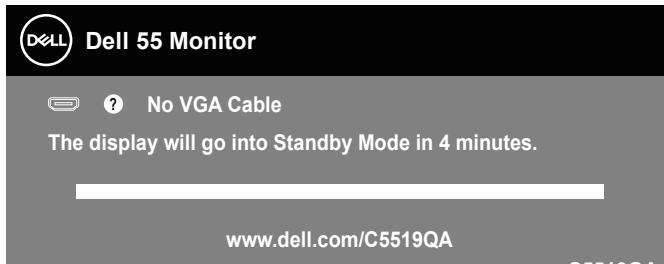 DELL Dell 55 Monitor
? No VGA Cable
The display will go into Standby Mode in 4 minutes.
www.dell.com/C5519QA